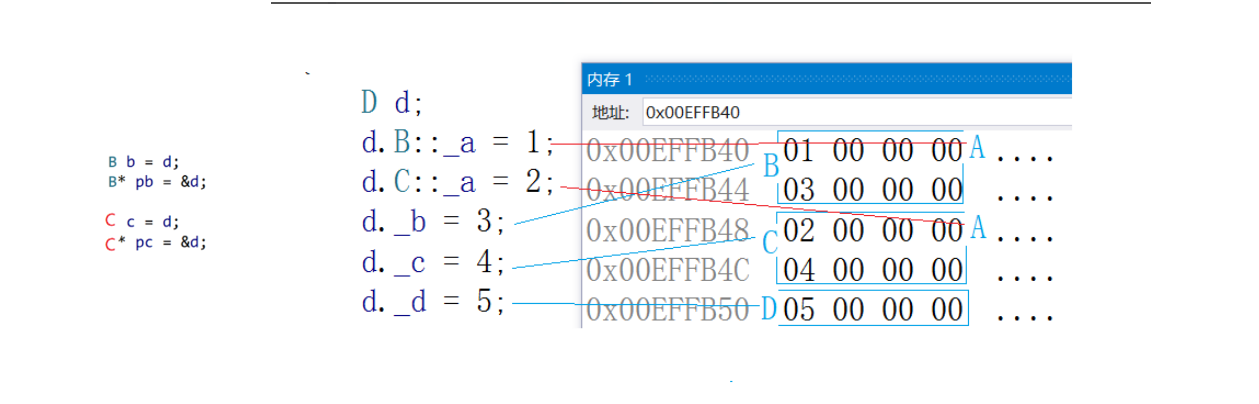 B b = d;
B* pb = &d;
C c = d;
C* pc = &d;
D d;
d.B::_a = 1;
d.C::_a = 2;
d._b = 3;
d._c = 4;
d._d = 5;
内存 1
地址: 0x00EFFB40
0x00EFFB40 01 00 00 00 A ....
B
0x00EFFB44 03 00 00 00 ....
0x00EFFB48 02 00 00 00 A ....
C
0x00EFFB4C 04 00 00 00 ....
0x00EFFB50 D 05 00 00 00 ....